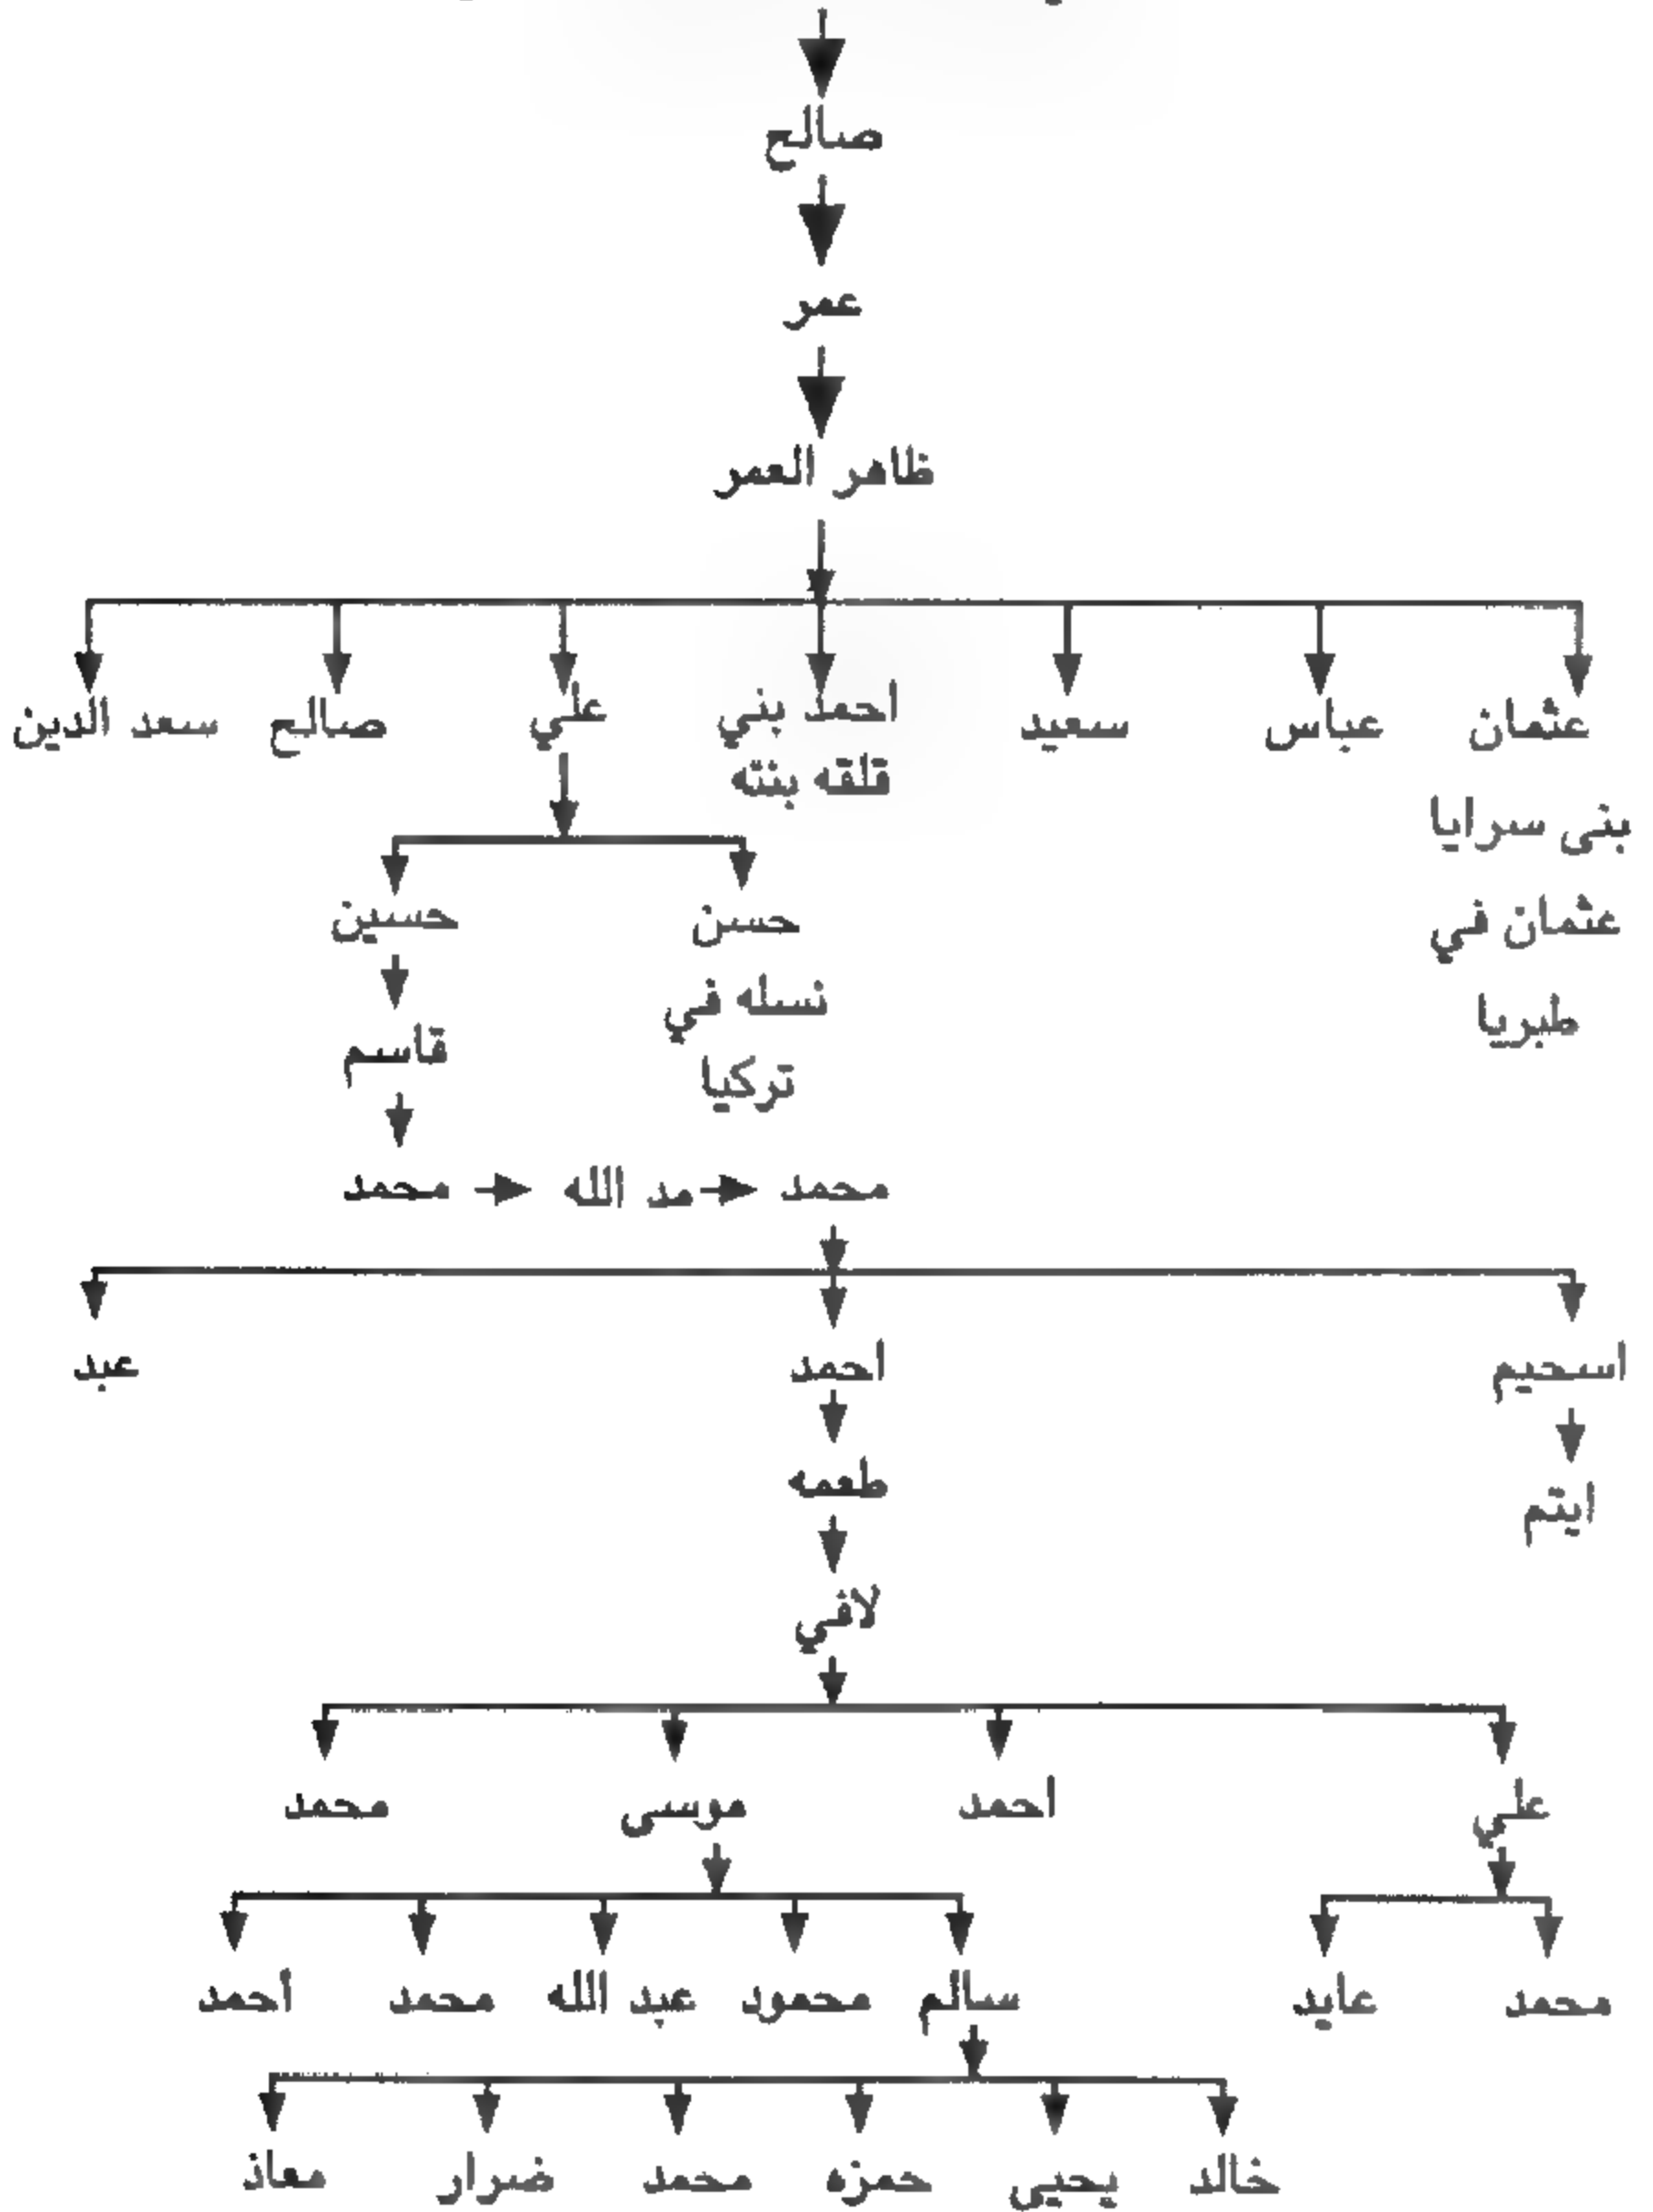 صالح
عمر
ظاهر العمر
عثمان عباس سعيد احمد بني علي صالح سعد الدين
قلقه بنته
بنى سرايا
عثمان في
طبريا
حسن حسين
نسله في
تركيا
قاسم
محمد مد الله محمد
اسحيم احمد عبد
ايتم
طعمه
لافي
علي احمد موسى محمد
محمد عايد سالم محمود عبد الله محمد أحمد
خالد يحيى حمزه محمد ضرار معاذ